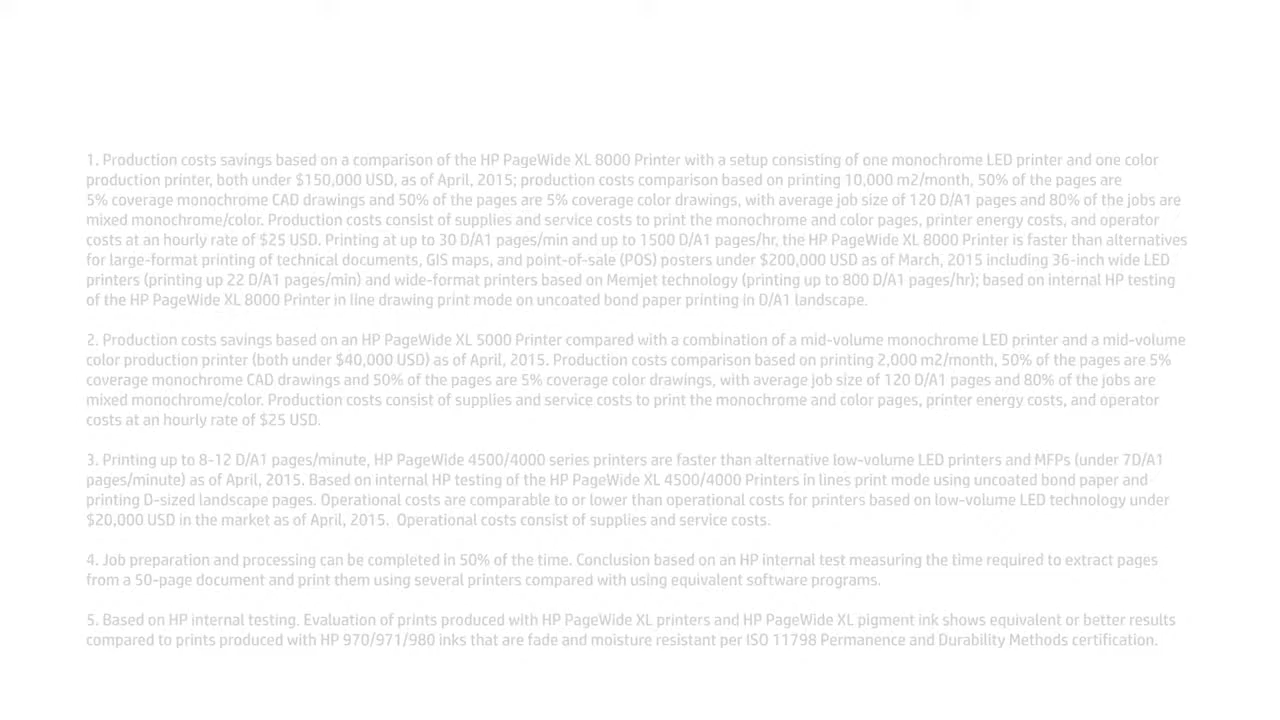 1. Production costs savings based on a comparison of the HP PageWide XL 8000 Printer with a setup consisting of one monochrome LED printer and one color
production printer, both under $150,000 USD, as of April, 2015; production costs comparison based on printing 10,000 m2/month, 50% of the pages are
5% coverage monochrome CAD drawings and 50% of the pages are 5% coverage color drawings, with average job size of 120 D/A1 pages and 80% of the jobs are
mixed monochrome/color. Production costs consist of supplies and service costs to print the monochrome and color pages, printer energy costs, and operator
costs at an hourly rate of $25 USD. Printing at up to 30 D/A1 pages/min and up to 1500 D/A1 pages/hr, the HP PageWide XL 8000 Printer is faster than alternatives
for large-format printing of technical documents, GIS maps, and point-of-sale (POS) posters under $200,000 USD as of March, 2015 including 36-inch wide LED
printers (printing up 22 D/A1 pages/min) and wide-format printers based on Memjet technology (printing up to 800 D/A1 pages/hr); based on internal HP testing
of the HP PageWide XL 8000 Printer in line drawing print mode on uncoated bond paper printing in D/A1 landscape.
2. Production costs savings based on an HP PageWide XL 5000 Printer compared with a combination of a mid-volume monochrome LED printer and a mid-volume
color production printer (both under $40,000 USD) as of April, 2015. Production costs comparison based on printing 2,000 m2/month, 50% of the pages are 5%
coverage monochrome CAD drawings and 50% of the pages are 5% coverage color drawings, with average job size of 120 D/A1 pages and 80% of the jobs are
mixed monochrome/color. Production costs consist of supplies and service costs to print the monochrome and color pages, printer energy costs, and operator
costs at an hourly rate of $25 USD.
3. Printing up to 8-12 D/A1 pages/minute, HP PageWide 4500/4000 series printers are faster than alternative low-volume LED printers and MFPs (under 7D/A1
pages/minute) as of April, 2015. Based on internal HP testing of the HP PageWide XL 4500/4000 Printers in lines print mode using uncoated bond paper and
printing D-sized landscape pages. Operational costs are comparable to or lower than operational costs for printers based on low-volume LED technology under
$20,000 USD in the market as of April, 2015.  Operational costs consist of supplies and service costs.
4. Job preparation and processing can be completed in 50% of the time. Conclusion based on an HP internal test measuring the time required to extract pages
from a 50-page document and print them using several printers compared with using equivalent software programs.
5. Based on HP internal testing. Evaluation of prints produced with HP PageWide XL printers and HP PageWide XL pigment ink shows equivalent or better results
compared to prints produced with HP 970/971/980 inks that are fade and moisture resistant per ISO 11798 Permanence and Durability Methods certification.